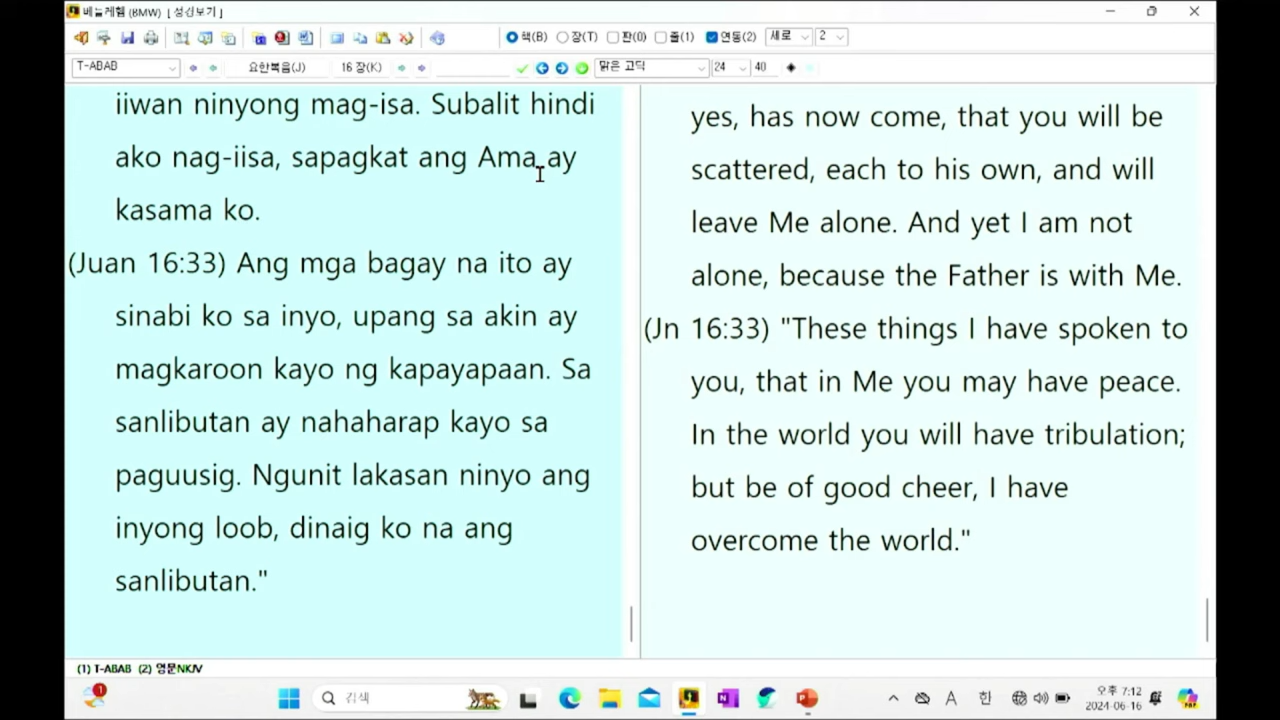 베들레헴 (BMW) [ 성경보기 ]
책(B) 장(T) 판(0) 줄(1) 연동(2) 세로 2
T-ABAB 요한복음(J) 16 장(K) 맑은 고딕 24 40
iiwan ninyong mag-isa. Subalit hindi
ako nag-iisa, sapagkat ang Ama ay
kasama ko.
(Juan 16:33) Ang mga bagay na ito ay
sinabi ko sa inyo, upang sa akin ay
magkaroon kayo ng kapayapaan. Sa
sanlibutan ay nahaharap kayo sa
paguusig. Ngunit lakasan ninyo ang
inyong loob, dinaig ko na ang
sanlibutan."
yes, has now come, that you will be
scattered, each to his own, and will
leave Me alone. And yet I am not
alone, because the Father is with Me.
(Jn 16:33) "These things I have spoken to
you, that in Me you may have peace.
In the world you will have tribulation;
but be of good cheer, I have
overcome the world."
(1) T-ABAB (2) 영문NKJV
1
검색
A 한
오후 7:12
2024-06-16